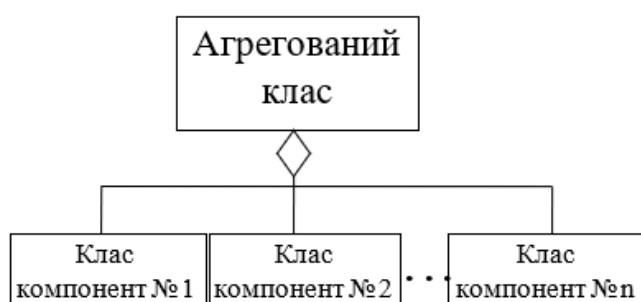 Агрегований
клас
Клас
компонент №1
Клас
компонент №2
...
Клас
компонент №n